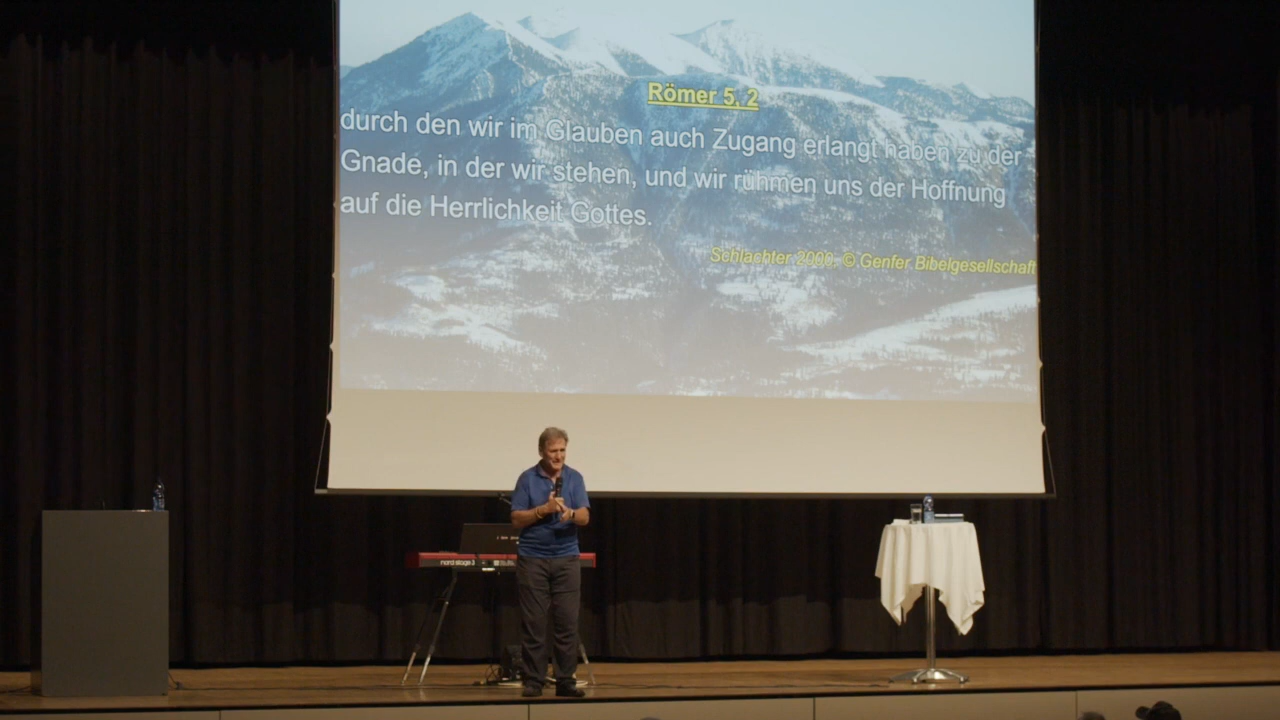 Römer 5, 2
durch den wir im Glauben auch Zugang erlangt haben zu der
Gnade, in der wir stehen, und wir rühmen uns der Hoffnung
auf die Herrlichkeit Gottes.
Schlachter 2000, © Genfer Bibelgesellschaft
nord stage 3